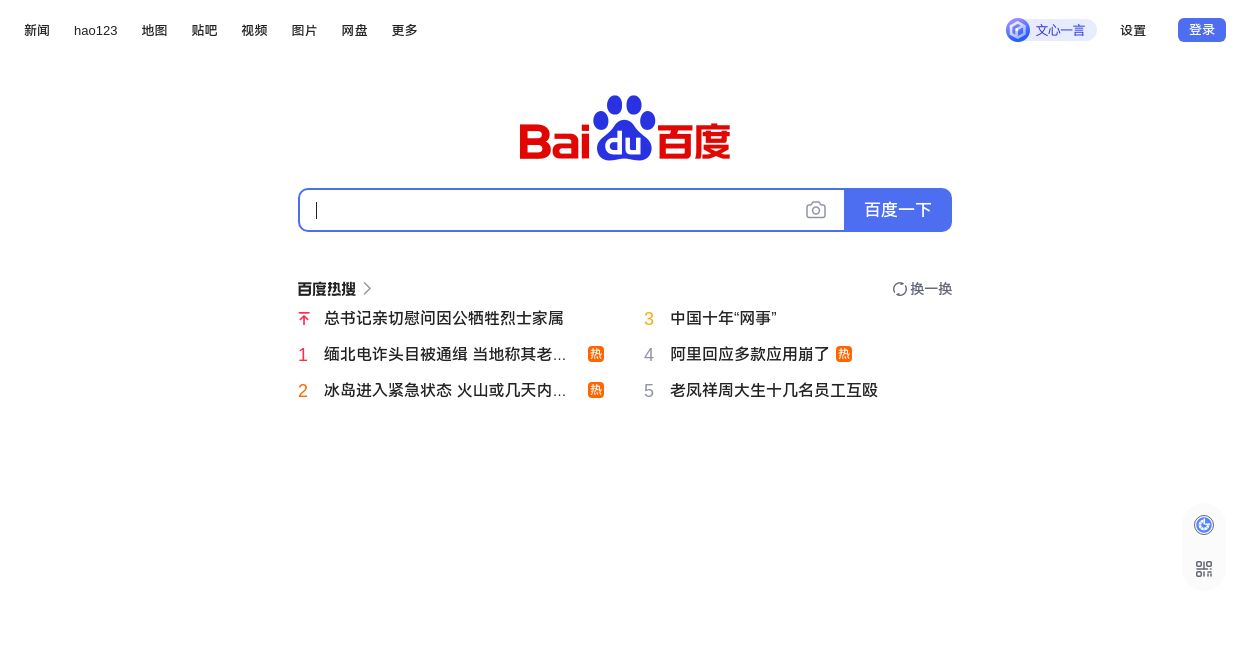 新闻 hao123 地图 贴吧 视频 图片 网盘 更多 文心一言 设置 登录
Bai du 百度
百度一下
百度热搜 换一换
总书记亲切慰问因公牺牲烈士家属
3 中国十年“网事”
1 缅北电诈头目被通缉 当地称其老... 热
4 阿里回应多款应用崩了 热
2 冰岛进入紧急状态 火山或几天内... 热
5 老凤祥周大生十几名员工互殴